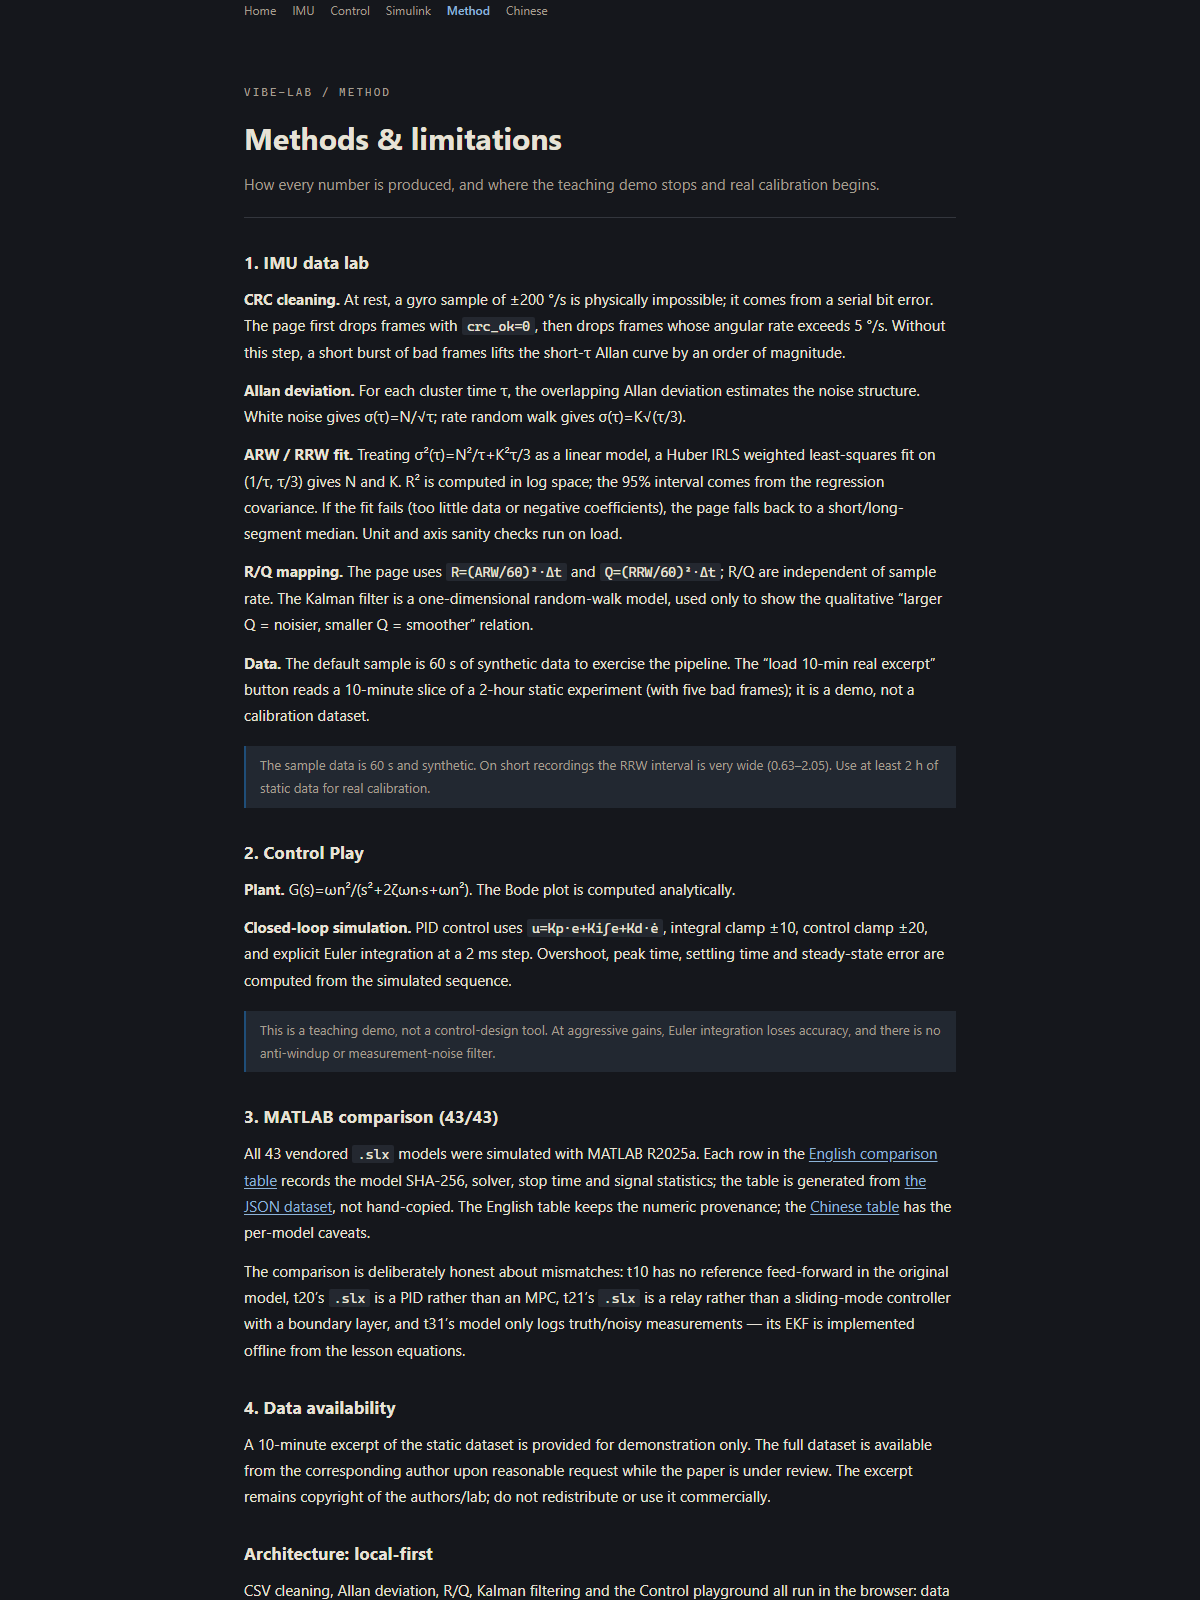 Home IMU Control Simulink Method Chinese
VIBE-LAB / METHOD
Methods & limitations
How every number is produced, and where the teaching demo stops and real calibration begins.
1. IMU data lab
CRC cleaning. At rest, a gyro sample of ±200 °/s is physically impossible; it comes from a serial bit error.
The page first drops frames with crc_ok=0, then drops frames whose angular rate exceeds 5 °/s. Without
this step, a short burst of bad frames lifts the short-τ Allan curve by an order of magnitude.
Allan deviation. For each cluster time τ, the overlapping Allan deviation estimates the noise structure.
White noise gives σ(τ)=N/√τ; rate random walk gives σ(τ)=K√(τ/3).
ARW / RRW fit. Treating σ²(τ)=N²/τ+K²τ/3 as a linear model, a Huber IRLS weighted least-squares fit on
(1/τ, τ/3) gives N and K. R² is computed in log space; the 95% interval comes from the regression
covariance. If the fit fails (too little data or negative coefficients), the page falls back to a short/long-
segment median. Unit and axis sanity checks run on load.
R/Q mapping. The page uses R=(ARW/60)²·Δt and Q=(RRW/60)²·Δt; R/Q are independent of sample
rate. The Kalman filter is a one-dimensional random-walk model, used only to show the qualitative “larger
Q = noisier, smaller Q = smoother” relation.
Data. The default sample is 60 s of synthetic data to exercise the pipeline. The “load 10-min real excerpt”
button reads a 10-minute slice of a 2-hour static experiment (with five bad frames); it is a demo, not a
calibration dataset.
The sample data is 60 s and synthetic. On short recordings the RRW interval is very wide (0.63–2.05). Use at least 2 h of
static data for real calibration.
2. Control Play
Plant. G(s)=ωn²/(s²+2ζωn·s+ωn²). The Bode plot is computed analytically.
Closed-loop simulation. PID control uses u=Kp·e+Ki∫e+Kd·ė, integral clamp ±10, control clamp ±20,
and explicit Euler integration at a 2 ms step. Overshoot, peak time, settling time and steady-state error are
computed from the simulated sequence.
This is a teaching demo, not a control-design tool. At aggressive gains, Euler integration loses accuracy, and there is no
anti-windup or measurement-noise filter.
3. MATLAB comparison (43/43)
All 43 vendored .slx models were simulated with MATLAB R2025a. Each row in the English comparison
table records the model SHA-256, solver, stop time and signal statistics; the table is generated from the
JSON dataset, not hand-copied. The English table keeps the numeric provenance; the Chinese table has the
per-model caveats.
The comparison is deliberately honest about mismatches: t10 has no reference feed-forward in the original
model, t20’s .slx is a PID rather than an MPC, t21’s .slx is a relay rather than a sliding-mode controller
with a boundary layer, and t31’s model only logs truth/noisy measurements — its EKF is implemented
offline from the lesson equations.
4. Data availability
A 10-minute excerpt of the static dataset is provided for demonstration only. The full dataset is available
from the corresponding author upon reasonable request while the paper is under review. The excerpt
remains copyright of the authors/lab; do not redistribute or use it commercially.
Architecture: local-first
CSV cleaning, Allan deviation, R/Q, Kalman filtering and the Control playground all run in the browser: data